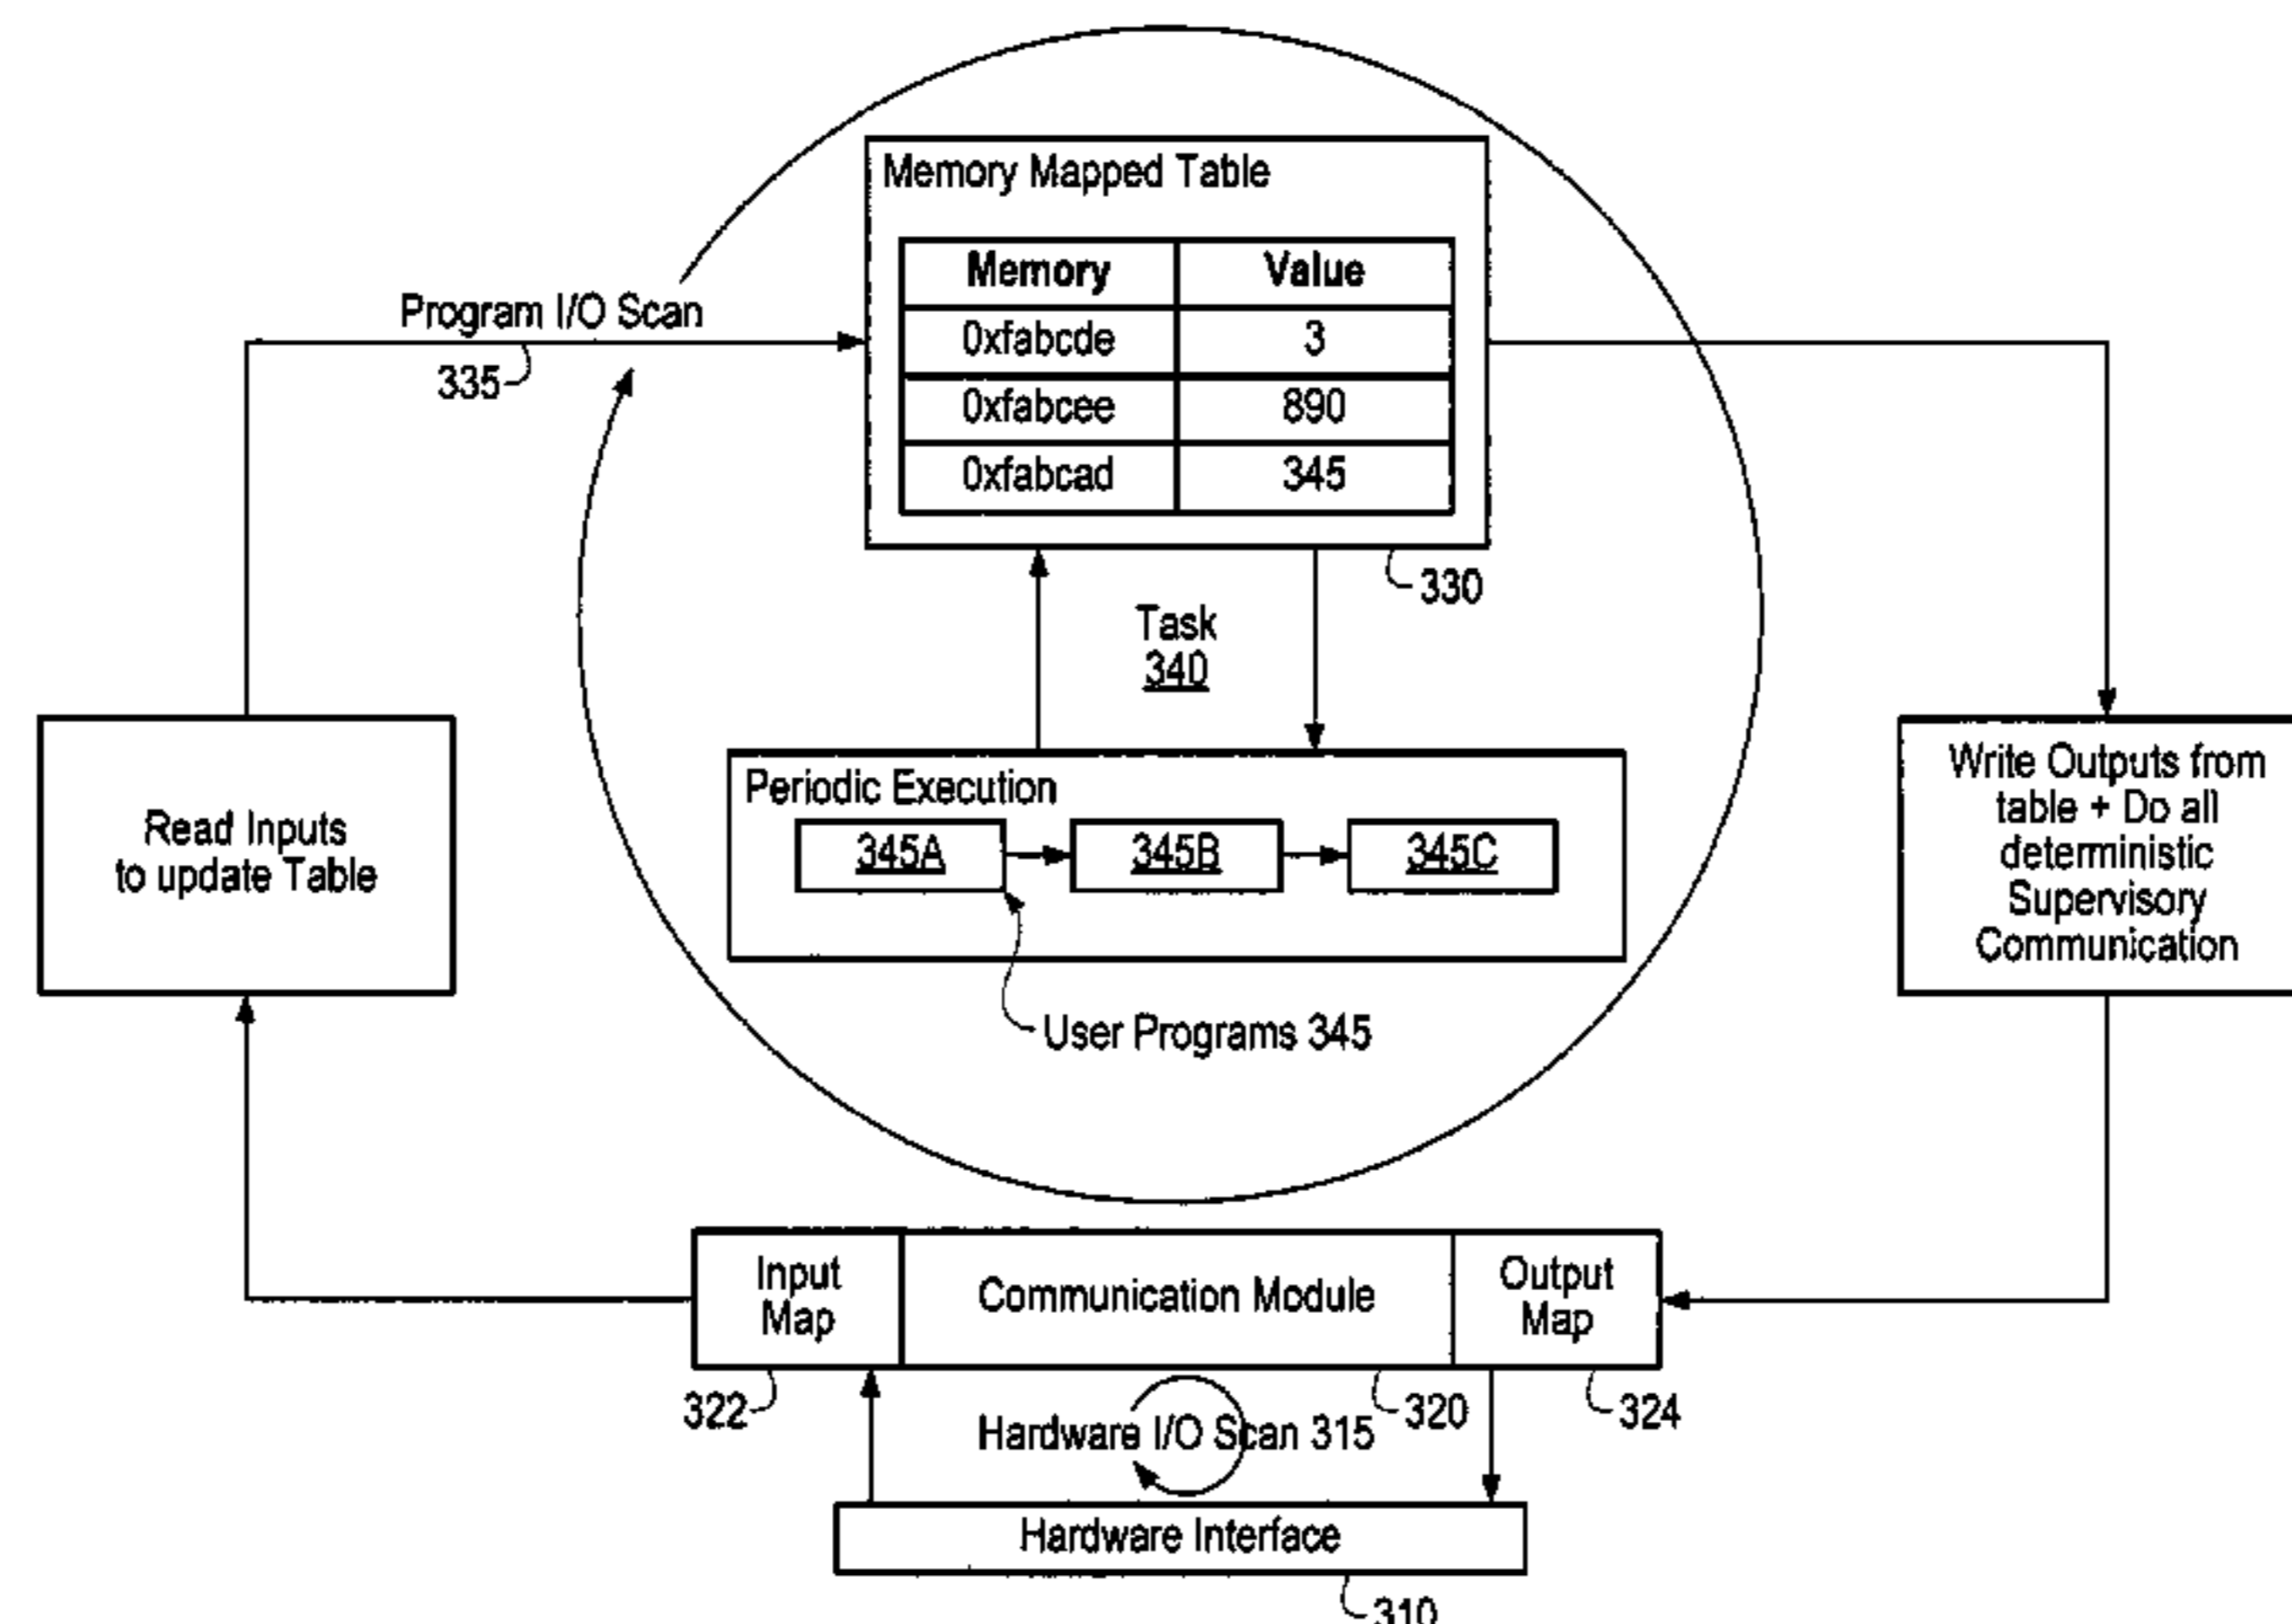 Memory Mapped Table
Memory Value
0xfabcde 3
0xfabcee 890
0xfabcad 345
330
Program I/O Scan
335
Task
340
Read Inputs
to update Table
Periodic Execution
345A 345B 345C
User Programs 345
Write Outputs from
table + Do all
deterministic
Supervisory
Communication
Input
Map
Communication Module
Output
Map
322
320
324
Hardware I/O Scan 315
Hardware Interface
310